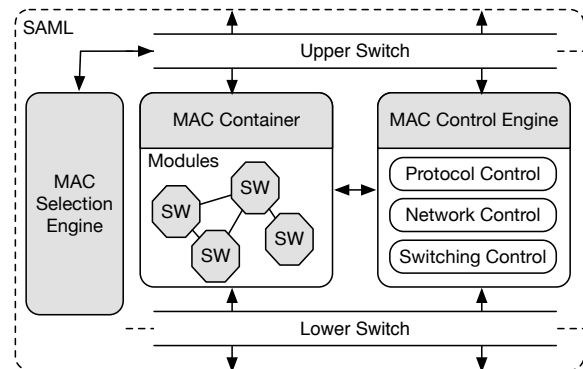 SAML
Upper Switch
MAC
Selection
Engine
MAC Container
Modules
SW
SW
SW
SW
MAC Control Engine
Protocol Control
Network Control
Switching Control
Lower Switch